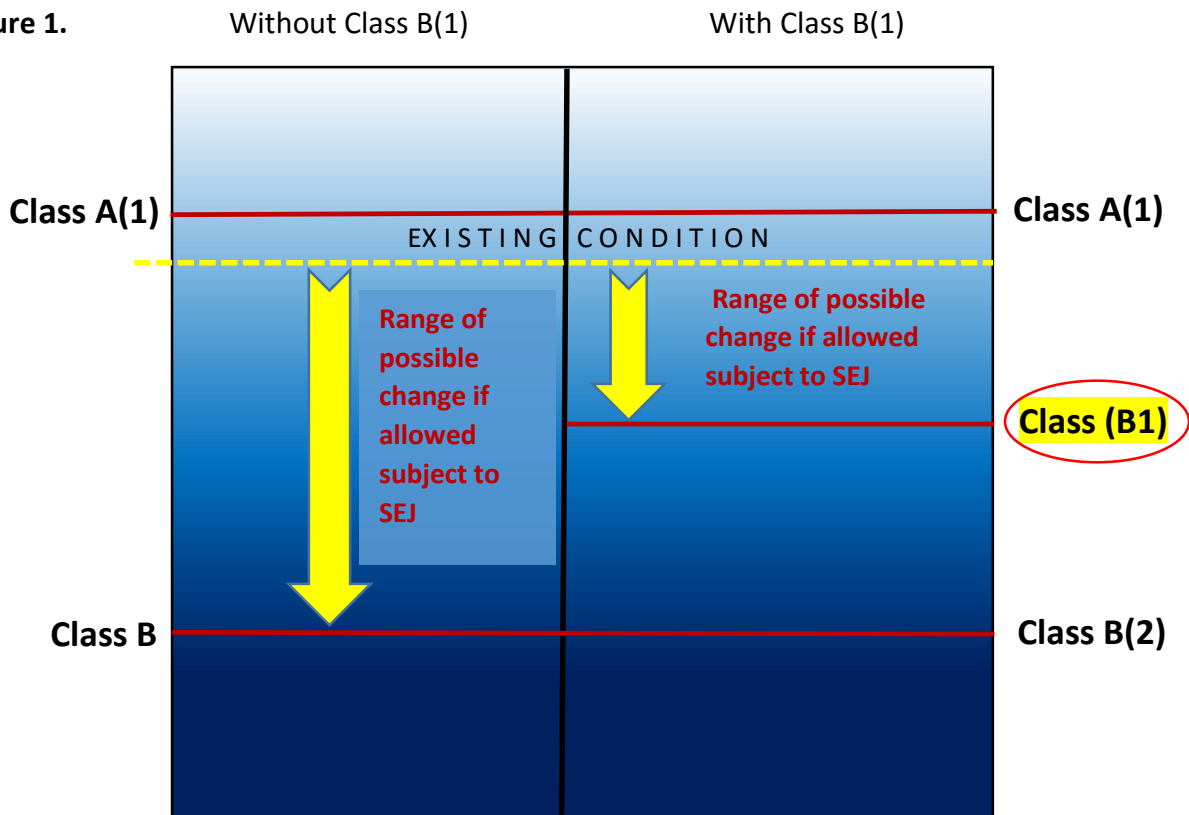 ure 1.
Without Class B(1)
With Class B(1)
Class A(1)
Class A(1)
EXISTING CONDITION
Range of
possible
change if
allowed
subject to
SEJ
Range of possible
change if allowed
subject to SEJ
Class (B1)
Class B
Class B(2)